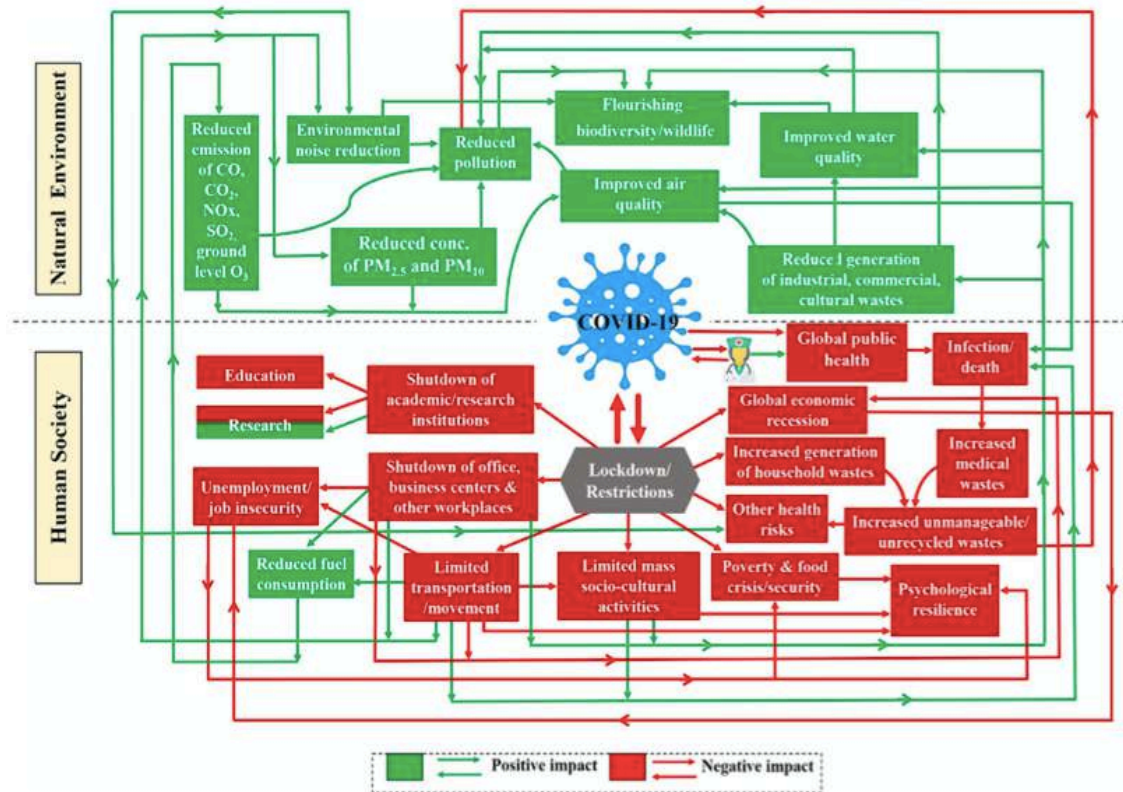 Natural Environment
Reduced
emission
of CO,
CO₂,
NOx,
SO₂,
ground
level O₃
Environmental
noise reduction
Reduced
pollution
Flourishing
biodiversity/wildlife
Improved water
quality
Improved air
quality
Reduced conc.
of PM₂.₅ and PM₁₀
Reduce l generation
of industrial, commercial,
cultural wastes
COVID-19
Human Society
Global public
health
Infection/
death
Education
Research
Shutdown of
academic/research
institutions
Global economic
recession
Increased generation
of household wastes
Increased
medical
wastes
Unemployment/
job insecurity
Shutdown of office,
business centers &
other workplaces
Lockdown/
Restrictions
Other health
risks
Increased unmanageable/
unrecycled wastes
Reduced fuel
consumption
Limited
transportation
/movement
Limited mass
socio-cultural
activities
Poverty & food
crisis/security
Psychological
resilience
Positive impact
Negative impact